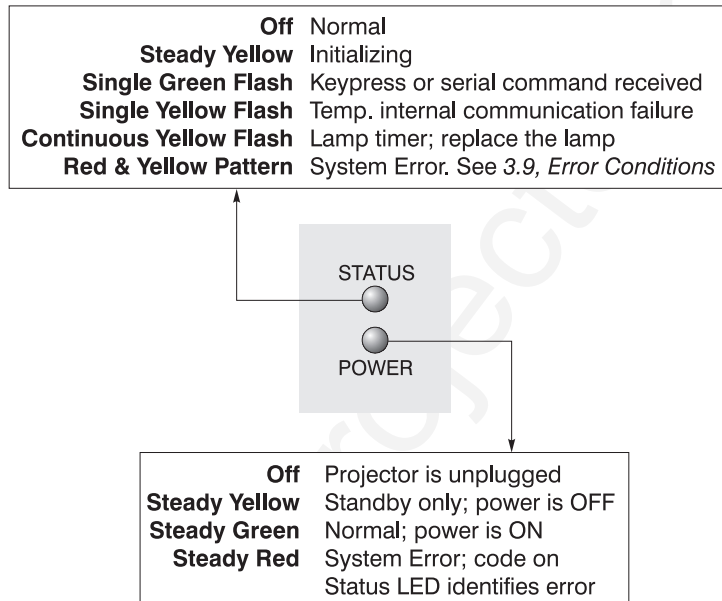 Off Normal
Steady Yellow Initializing
Single Green Flash Keypress or serial command received
Single Yellow Flash Temp. internal communication failure
Continuous Yellow Flash Lamp timer; replace the lamp
Red & Yellow Pattern System Error. See 3.9, Error Conditions
STATUS
POWER
Off Projector is unplugged
Steady Yellow Standby only; power is OFF
Steady Green Normal; power is ON
Steady Red System Error; code on
Status LED identifies error